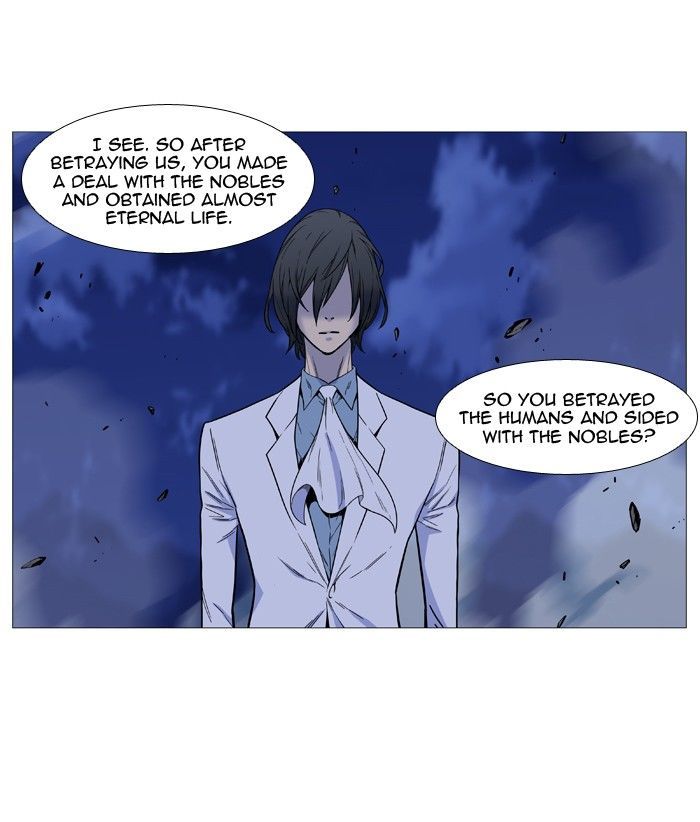 I SEE. SO AFTER
BETRAYING US, YOU MADE
A DEAL WITH THE NOBLES
AND OBTAINED ALMOST
ETERNAL LIFE.
SO YOU BETRAYED
THE HUMANS AND SIDED
WITH THE NOBLES?